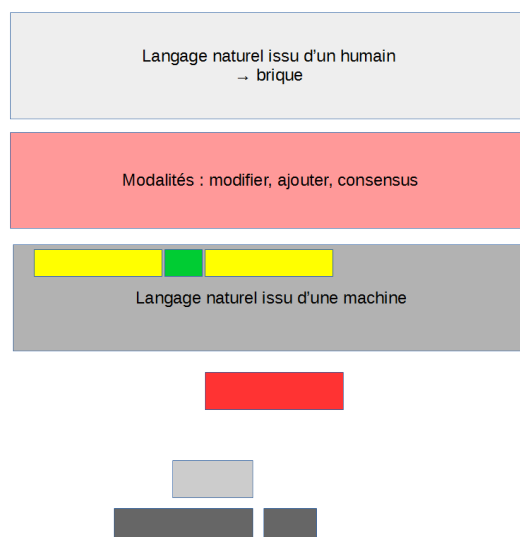 Langage naturel issu d'un humain
→ brique
Modalités : modifier, ajouter, consensus
Langage naturel issu d'une machine